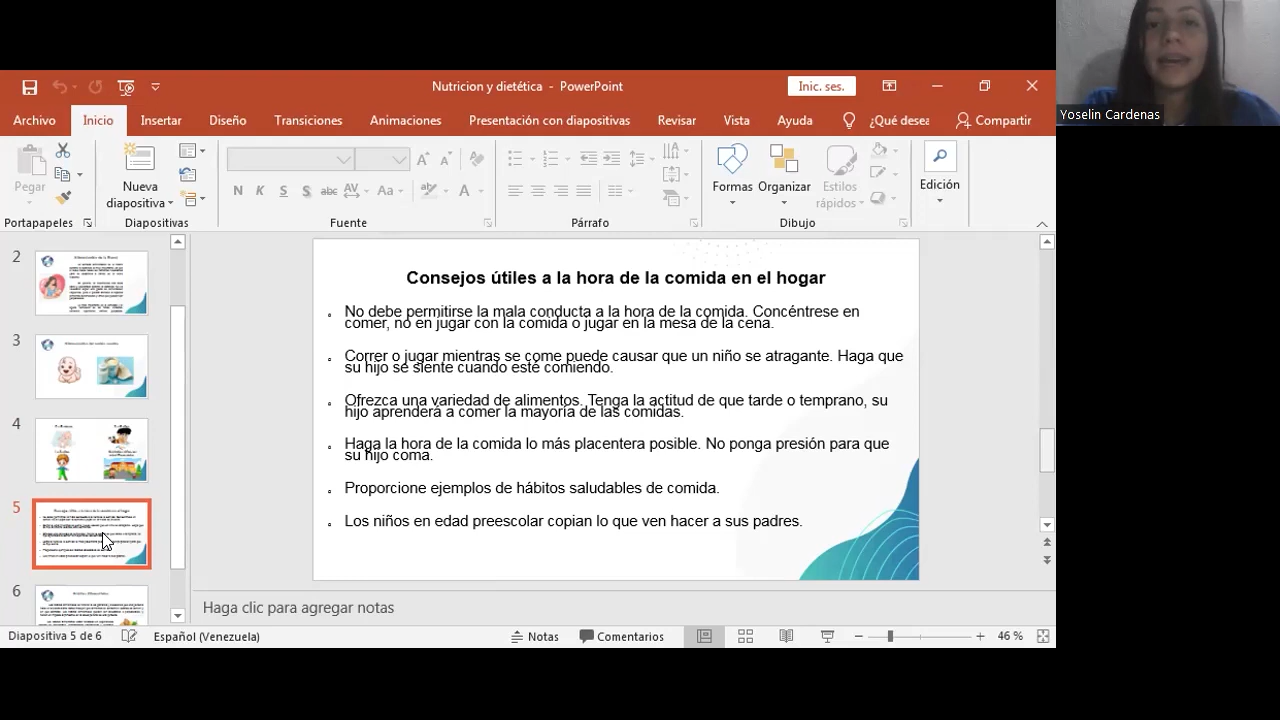 Nutricion y dietética - PowerPoint
Inic. ses.
Archivo
Inicio
Insertar
Diseño
Transiciones
Animaciones
Presentación con diapositivas
Revisar
Vista
Ayuda
¿Qué desea
Compartir
Pegar
Nueva
diapositiva
Formas
Organizar
Estilos
rápidos
Edición
N K S S abc AV Aa A
Portapapeles
Diapositivas
Fuente
Párrafo
Dibujo
2
3
4
5
6
Consejos útiles a la hora de la comida en el hogar
No debe permitirse la mala conducta a la hora de la comida. Concéntrese en
comer, no en jugar con la comida o jugar en la mesa de la cena.
Correr o jugar mientras se come puede causar que un niño se atragante. Haga que
su hijo se siente cuando esté comiendo.
Ofrezca una variedad de alimentos. Tenga la actitud de que tarde o temprano, su
hijo aprenderá a comer la mayoría de las comidas.
Haga la hora de la comida lo más placentera posible. No ponga presión para que
su hijo coma.
Proporcione ejemplos de hábitos saludables de comida.
Los niños en edad preescolar copian lo que ven hacer a sus padres.
Haga clic para agregar notas
Diapositiva 5 de 6
Español (Venezuela)
Notas
Comentarios
46 %
Yoselin Cardenas